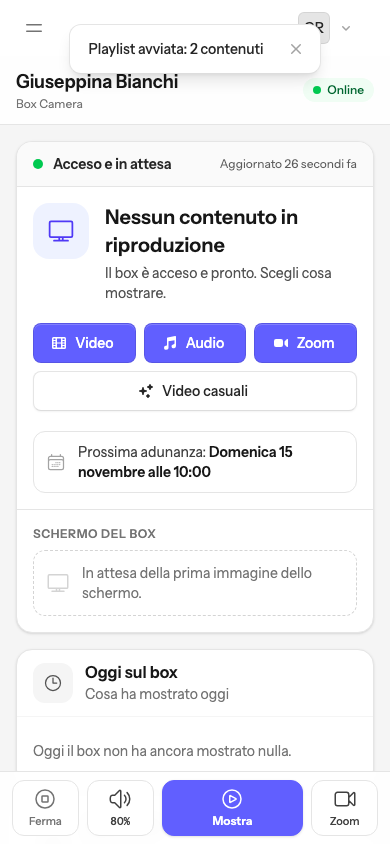 Playlist avviata: 2 contenuti
Giuseppina Bianchi
Box Camera
Online
Acceso e in attesa
Aggiornato 26 secondi fa
Nessun contenuto in
riproduzione
Il box è acceso e pronto. Scegli cosa
mostrare.
Video
Audio
Zoom
Video casuali
Prossima adunanza: Domenica 15
novembre alle 10:00
SCHERMO DEL BOX
In attesa della prima immagine dello
schermo.
Oggi sul box
Cosa ha mostrato oggi
Oggi il box non ha ancora mostrato nulla.
Ferma
80%
Mostra
Zoom